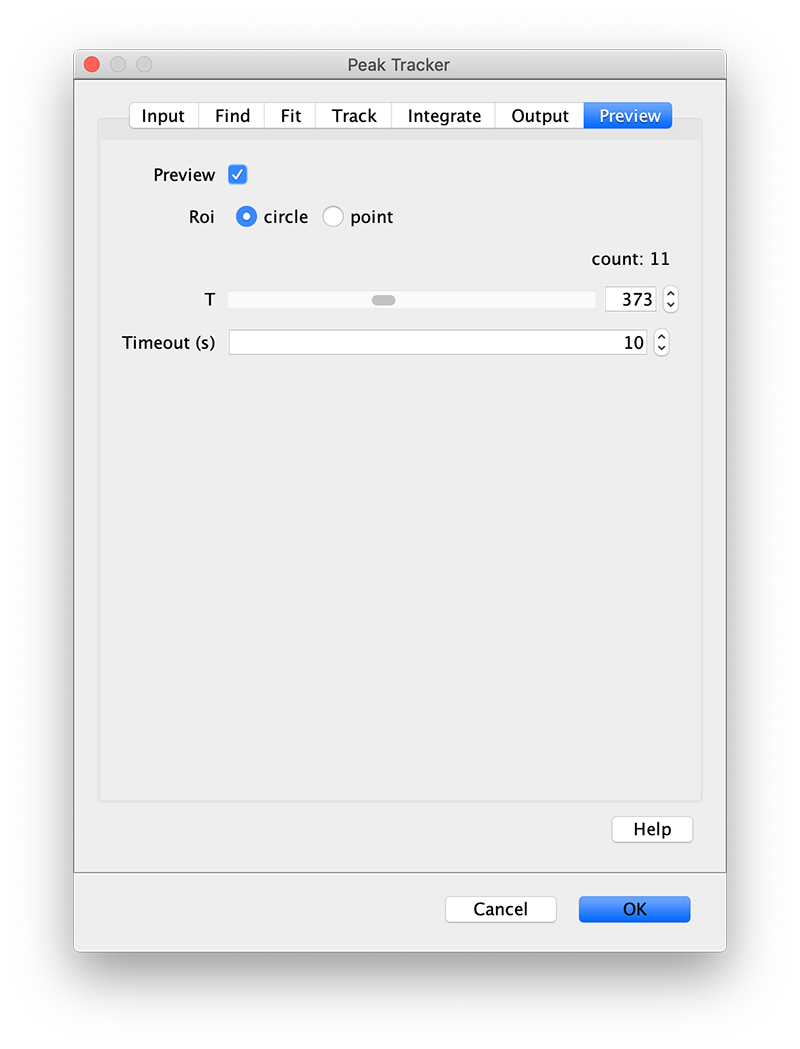 Peak Tracker
Input Find Fit Track Integrate Output Preview
Preview
Roi circle point
count: 11
T 373
Timeout (s) 10
Help
Cancel OK